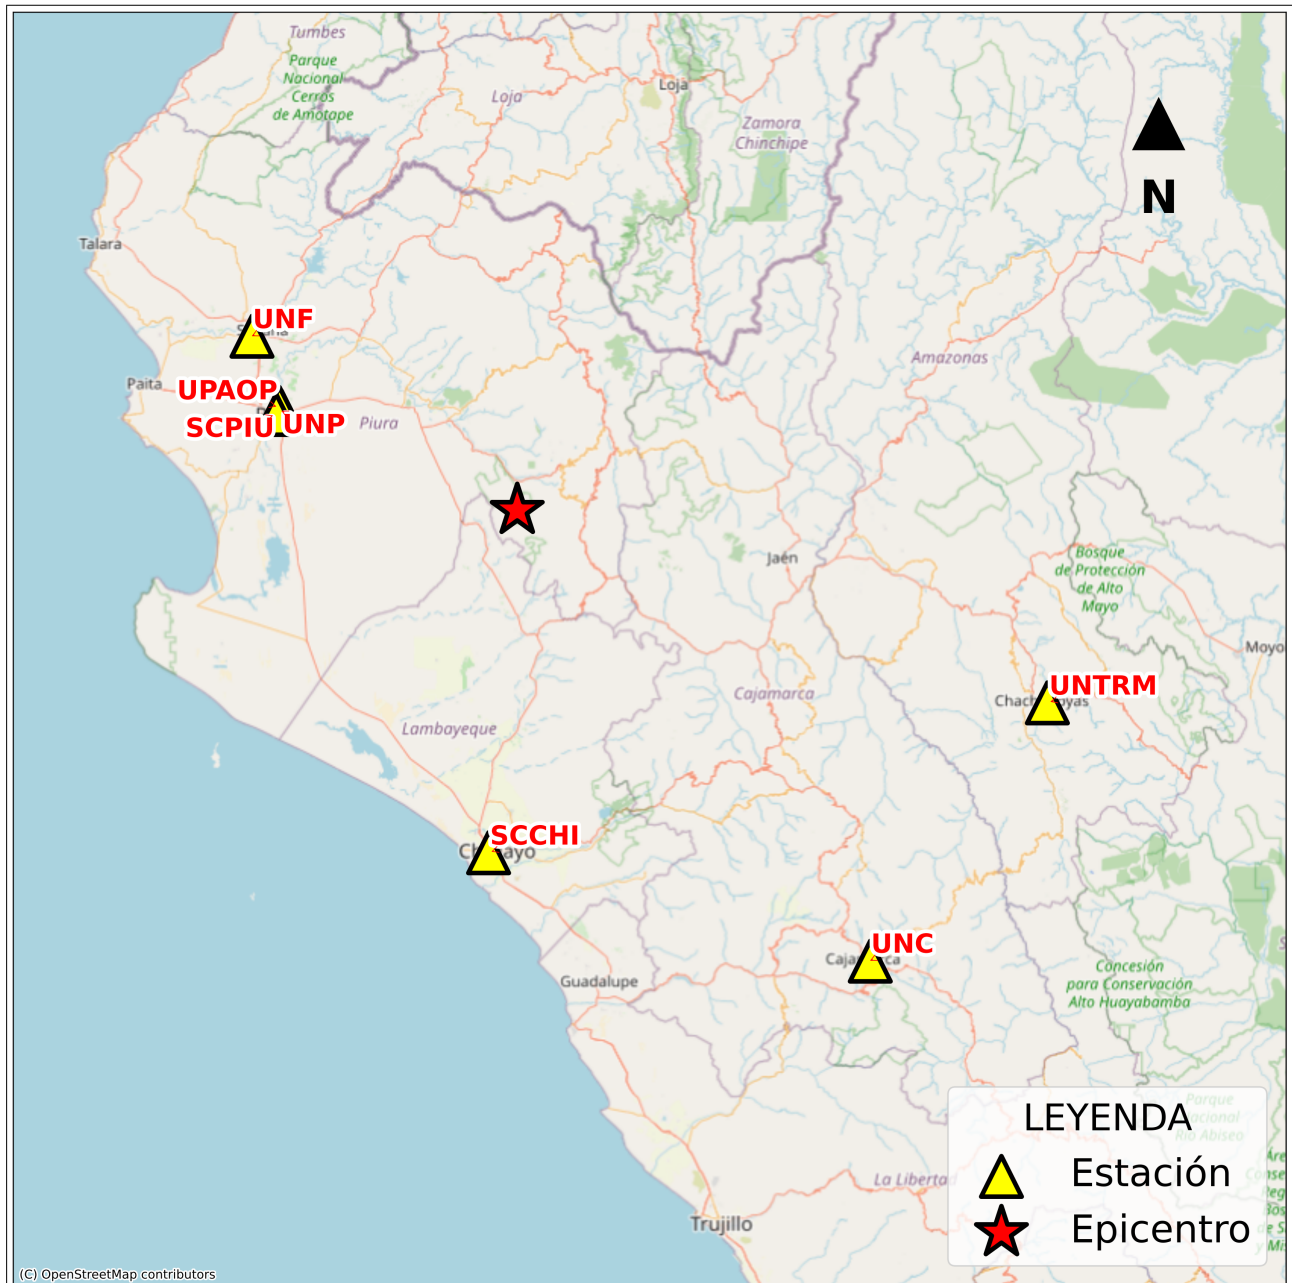 Tumbes
Parque
Nacional
Cerros
de Amotape
Loja
Loja
Zamora
Chinchipe
N
Talara
UNF
Amazonas
Paita
UPAOP
SCPIU
UNP
Piura
Jaén
Bosque
de Protección
de Alto
Mayo
Moyo
UNTRM
Cajamarca
Lambayeque
SCCHI
UNC
Guadalupe
Concesión
para Conservación
Alto Huayabamba
LEYENDA
Estación
Epicentro
La Libertad
Trujillo
(C) OpenStreetMap contributors